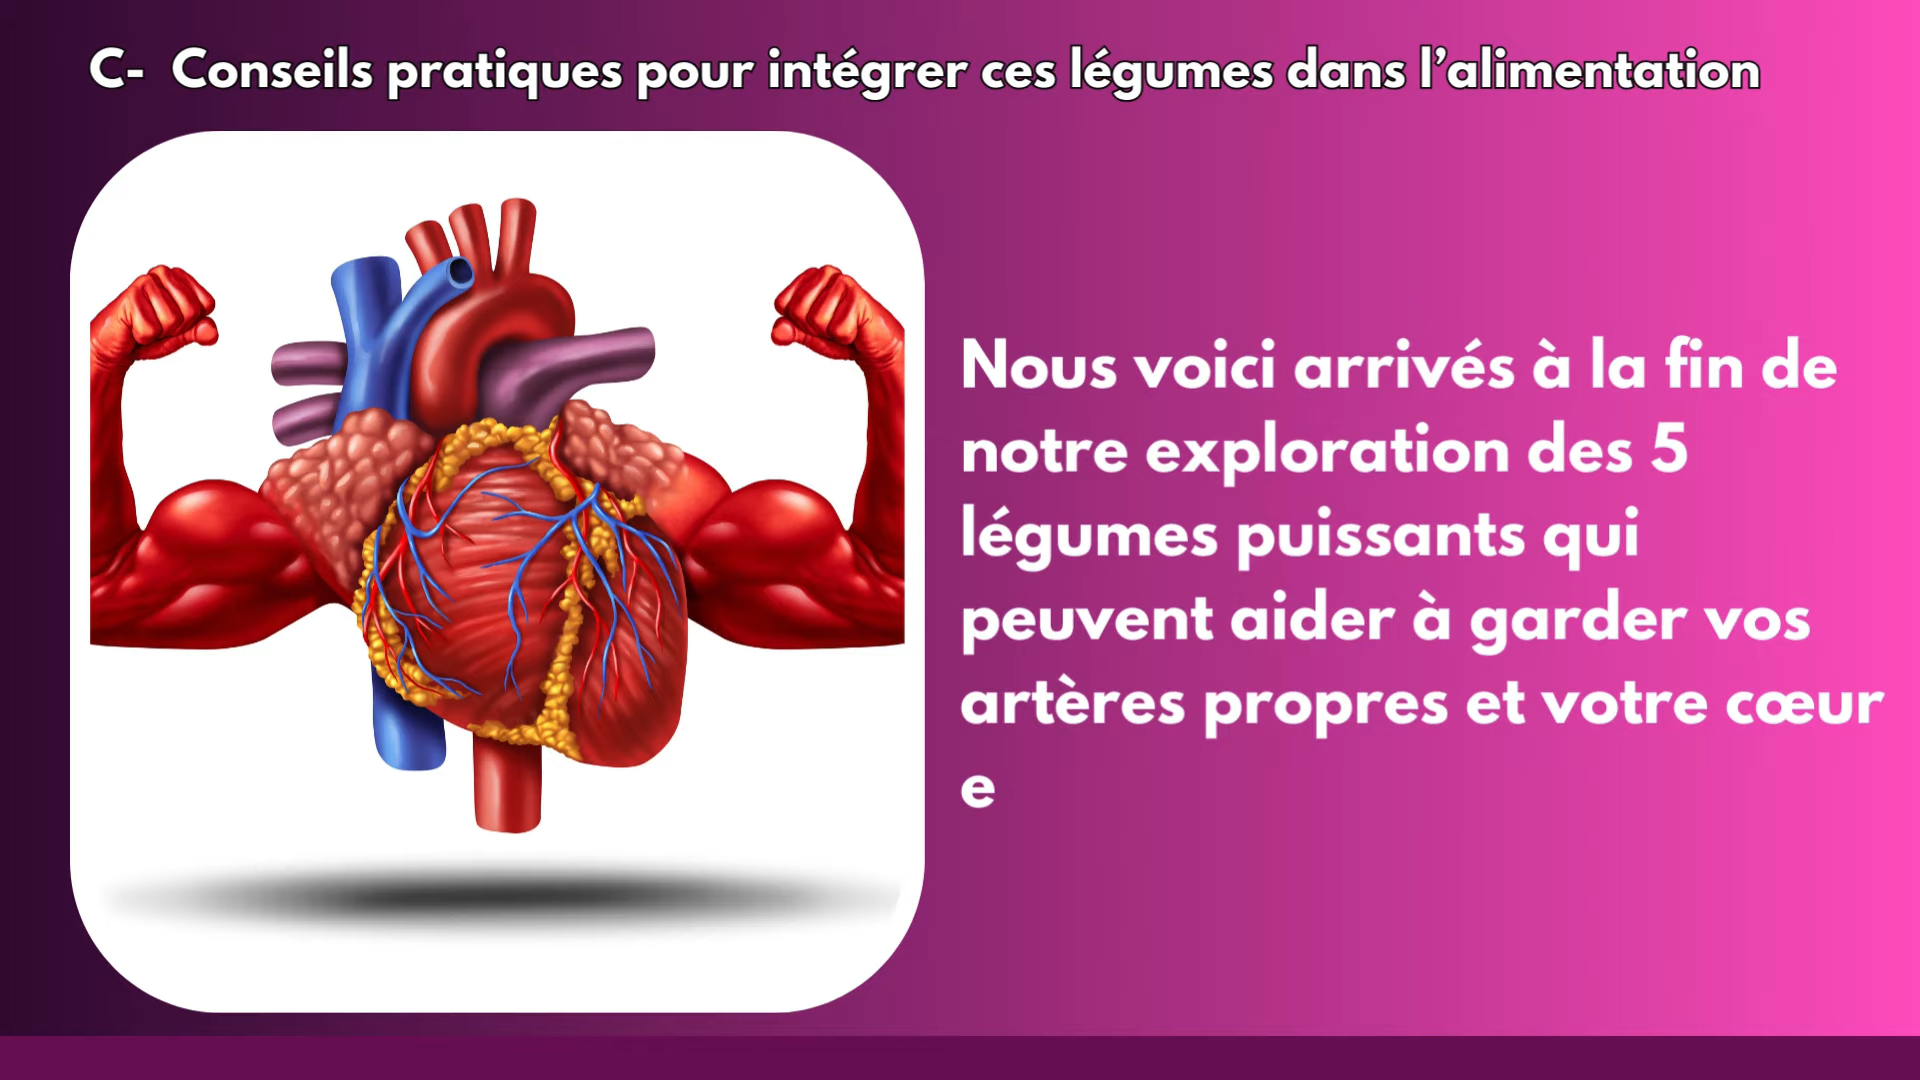 C- Conseils pratiques pour intégrer ces légumes dans l’alimentation
Nous voici arrivés à la fin de
notre exploration des 5
légumes puissants qui
peuvent aider à garder vos
artères propres et votre cœur
e